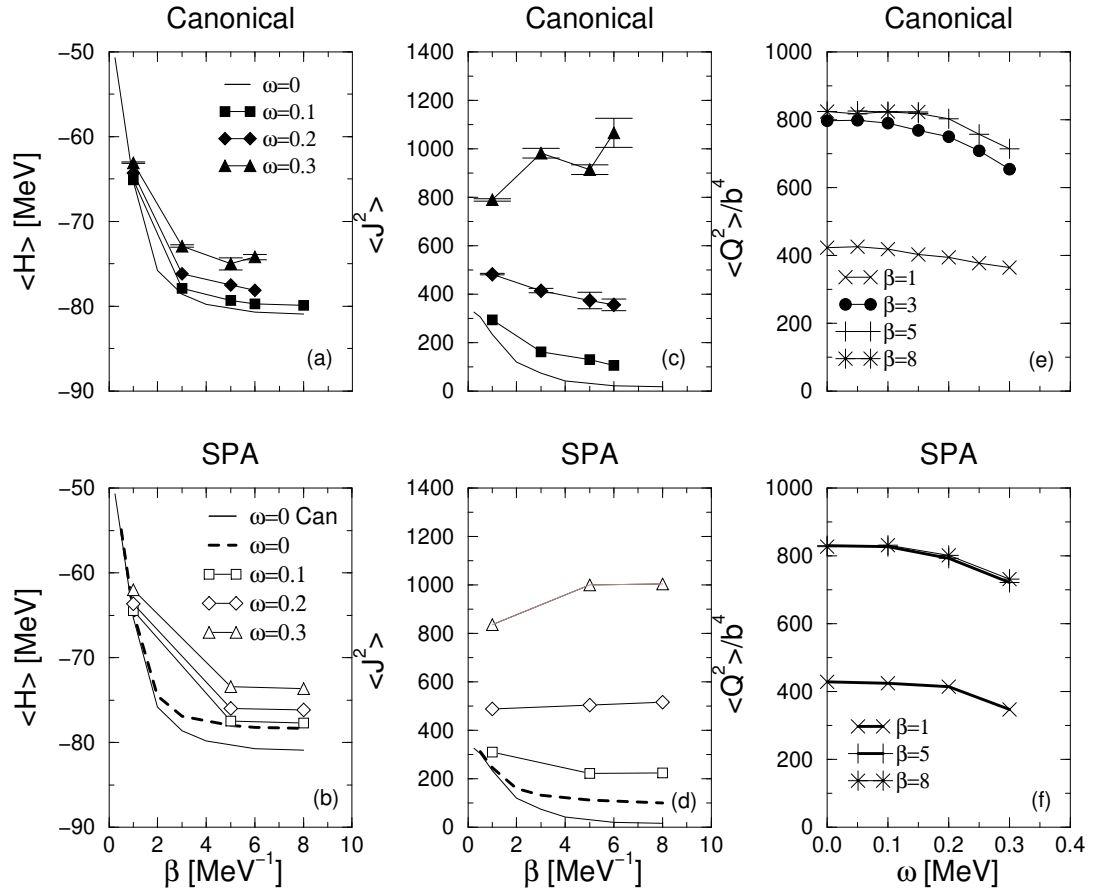 Canonical
Canonical
Canonical
−50
−60
−70
−80
−90
<H> [MeV]
ω=0
ω=0.1
ω=0.2
ω=0.3
(a)
1400
1200
1000
800
600
400
200
0
<J²>
(c)
1000
800
600
400
200
0
<Q²>/b⁴
β=1
β=3
β=5
β=8
(e)
SPA
SPA
SPA
−50
−60
−70
−80
−90
<H> [MeV]
ω=0 Can
ω=0
ω=0.1
ω=0.2
ω=0.3
(b)
0 2 4 6 8 10
β [MeV⁻¹]
1400
1200
1000
800
600
400
200
0
<J²>
(d)
0 2 4 6 8 10
β [MeV⁻¹]
1000
800
600
400
200
0
<Q²>/b⁴
β=1
β=5
β=8
(f)
0.0 0.1 0.2 0.3 0.4
ω [MeV]